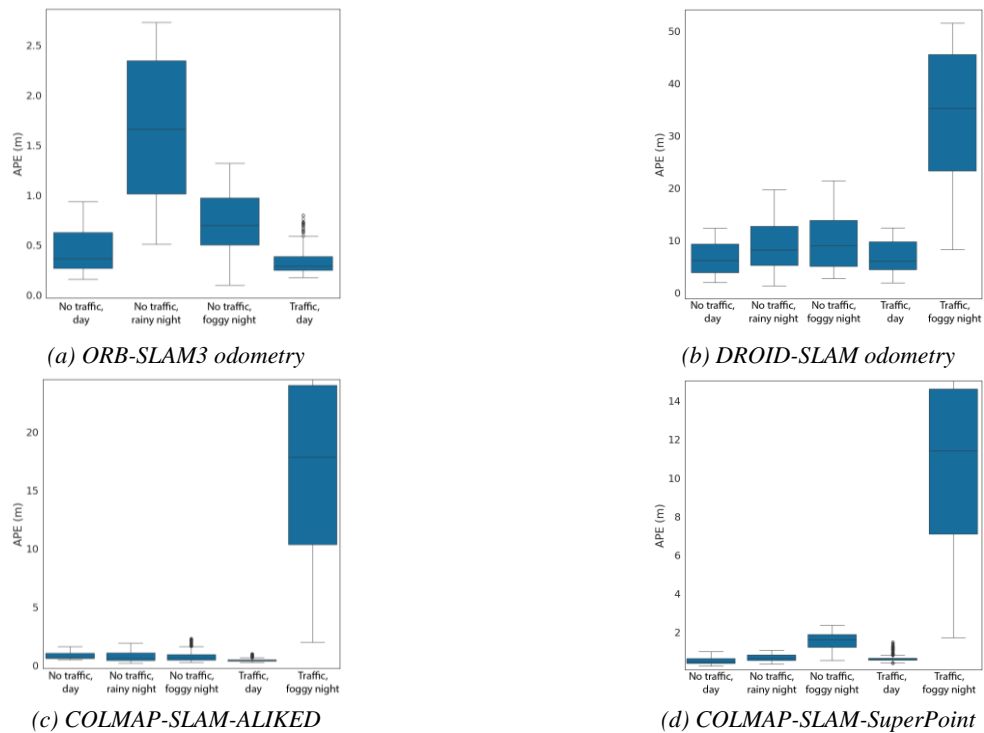 2.5
2.0
1.5
1.0
0.5
0.0
APE (m)
No traffic,
day
No traffic,
rainy night
No traffic,
foggy night
Traffic,
day
(a) ORB-SLAM3 odometry
50
40
30
20
10
0
APE (m)
No traffic,
day
No traffic,
rainy night
No traffic,
foggy night
Traffic,
day
Traffic,
foggy night
(b) DROID-SLAM odometry
20
15
10
5
0
APE (m)
No traffic,
day
No traffic,
rainy night
No traffic,
foggy night
Traffic,
day
Traffic,
foggy night
(c) COLMAP-SLAM-ALIKED
14
12
10
8
6
4
2
APE (m)
No traffic,
day
No traffic,
rainy night
No traffic,
foggy night
Traffic,
day
Traffic,
foggy night
(d) COLMAP-SLAM-SuperPoint